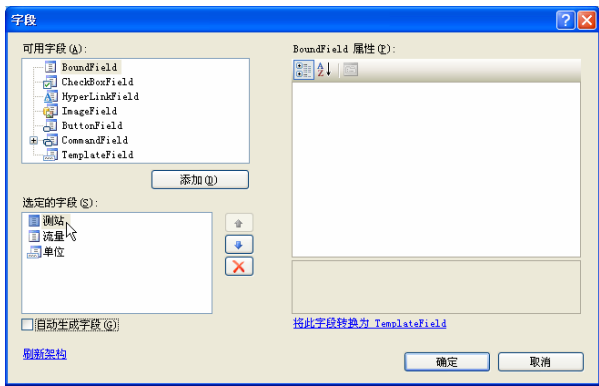 字段
可用字段(A):
BoundField
CheckBoxField
HyperLinkField
ImageField
ButtonField
CommandField
TemplateField
添加(D)
选定的字段(S):
测站
流量
单位
自动生成字段(G)
刷新架构
BoundField 属性(P):
将此字段转换为 TemplateField
确定
取消